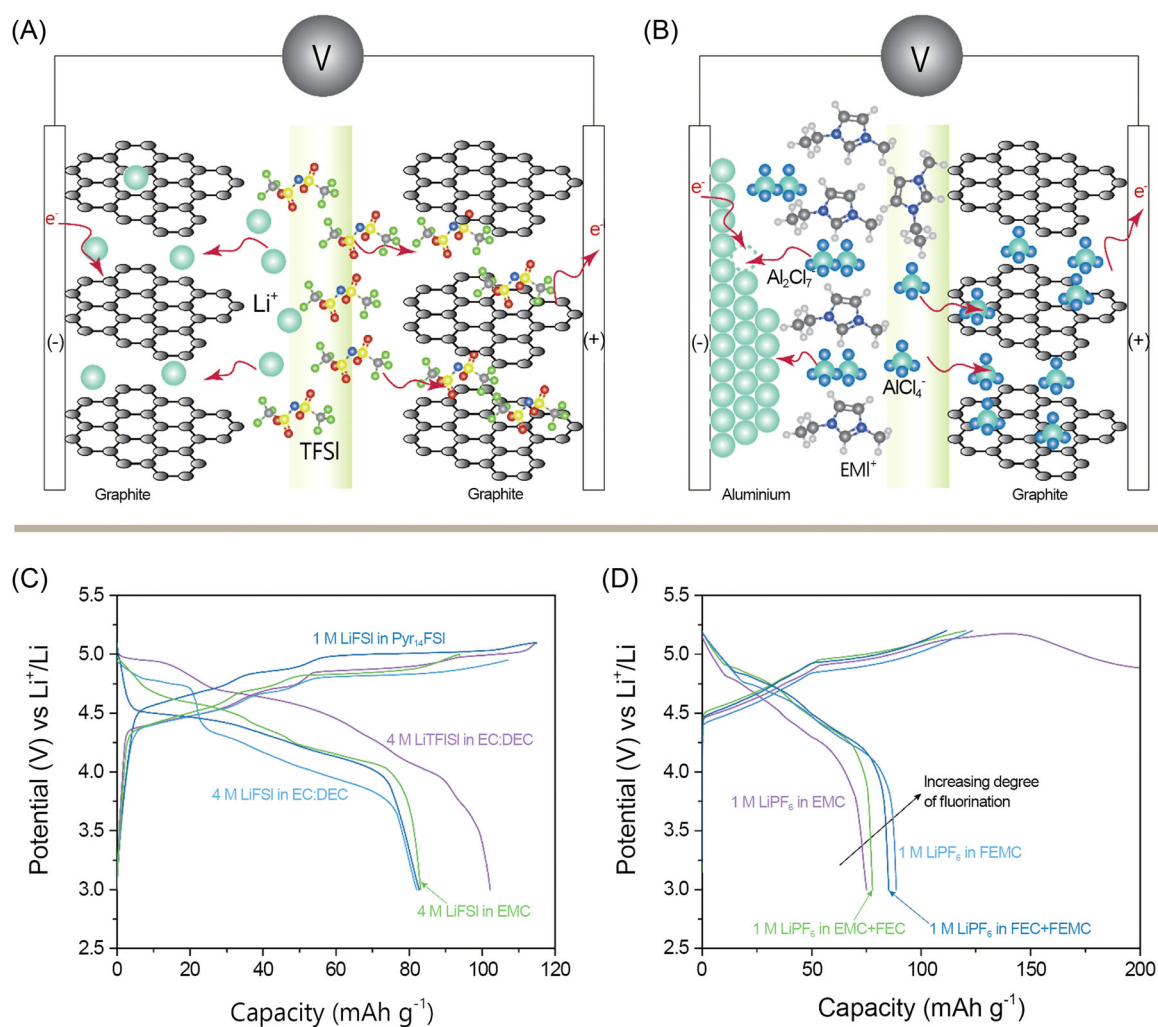 (A)
V
e⁻
e⁻
Li⁺
(-)
(+)
TFSI
Graphite
Graphite
(B)
V
e⁻
e⁻
Al₂Cl₇
(-)
(+)
AlCl₄⁻
EMI⁺
Aluminium
Graphite
(C)
Potential (V) vs Li⁺/Li
5.5
5.0
4.5
4.0
3.5
3.0
2.5
1 M LiFSI in Pyr₁₄FSI
4 M LiTFISI in EC:DEC
4 M LiFSI in EC:DEC
4 M LiFSI in EMC
0 20 40 60 80 100 120
Capacity (mAh g⁻¹)
(D)
Potential (V) vs Li⁺/Li
5.5
5.0
4.5
4.0
3.5
3.0
2.5
1 M LiPF₆ in EMC
Increasing degree
of fluorination
1 M LiPF₆ in FEMC
1 M LiPF₆ in EMC+FEC
1 M LiPF₆ in FEC+FEMC
0 50 100 150 200
Capacity (mAh g⁻¹)